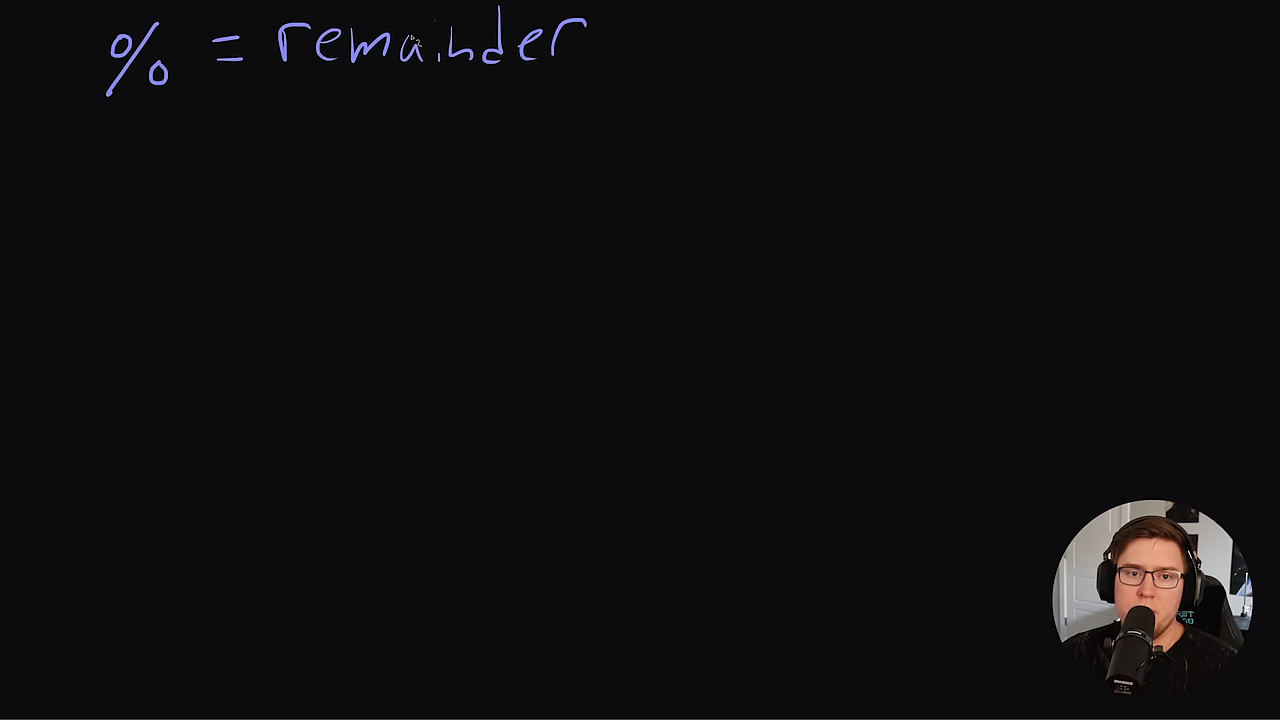 % = remainder